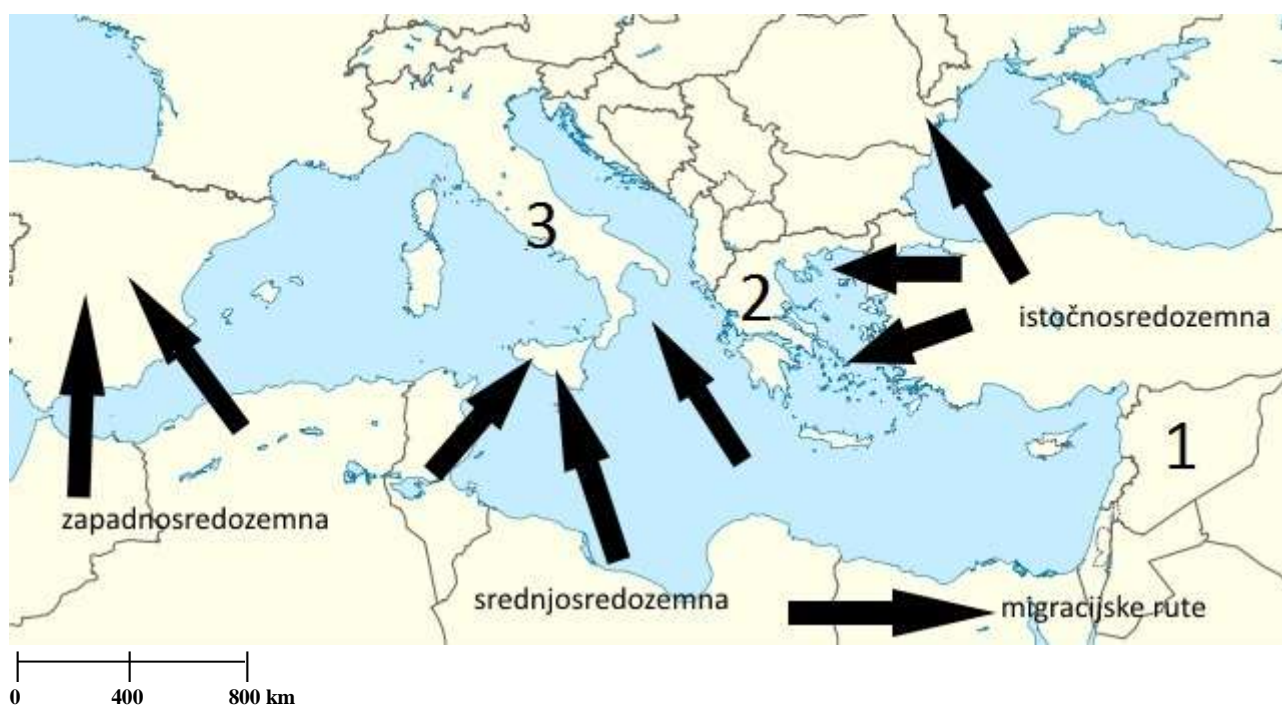 3
2
istočnosredozemna
1
zapadnosredozemna
srednjosredozemna
migracijske rute
0 400 800 km